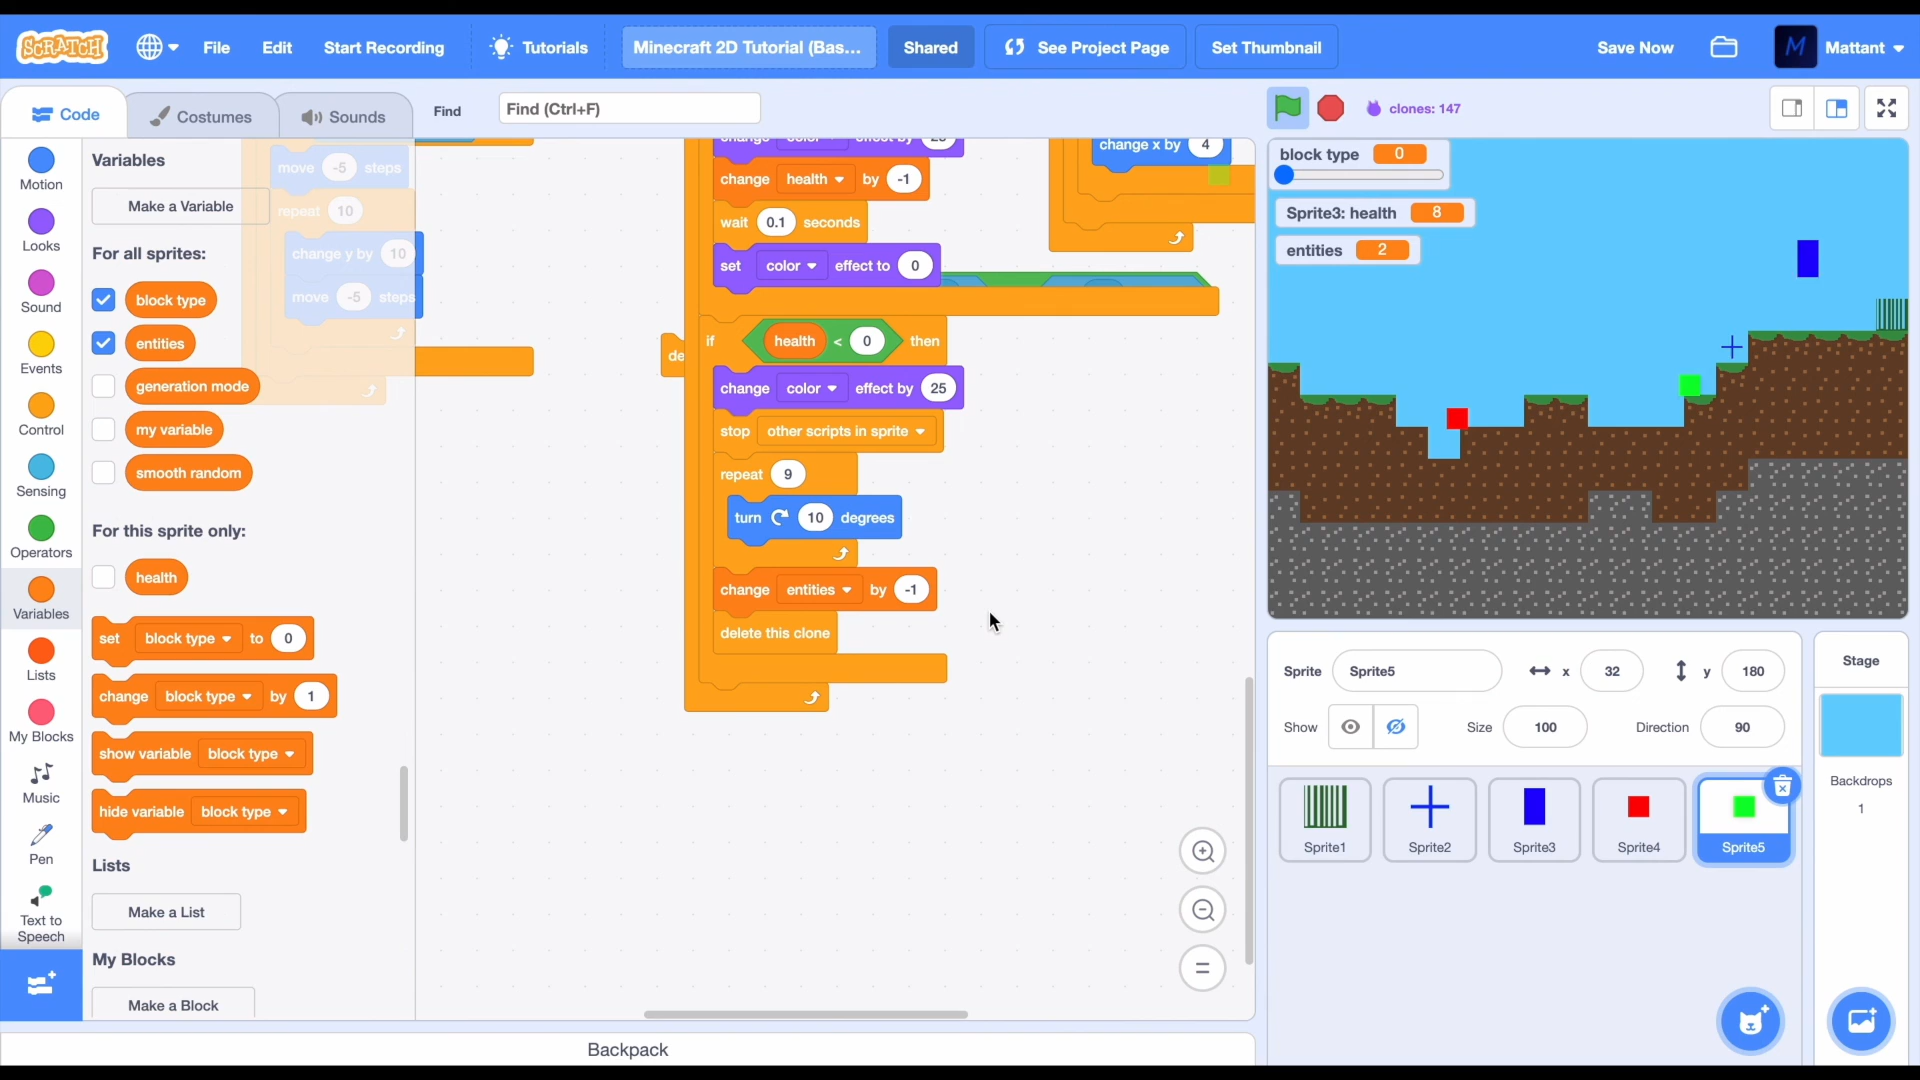 SCRATCH File Edit Start Recording Tutorials Minecraft 2D Tutorial (Bas... Shared See Project Page Set Thumbnail Save Now Mattant
Code Costumes Sounds Find Find (Ctrl+F) clones: 147
Motion
Looks
Sound
Events
Control
Sensing
Operators
Variables
Lists
My Blocks
Music
Pen
Text to
Speech
Variables
Make a Variable
For all sprites:
block type
entities
generation mode
my variable
smooth random
For this sprite only:
health
set block type to 0
change block type by 1
show variable block type
hide variable block type
Lists
Make a List
My Blocks
Make a Block
move -5 steps
repeat 10
change y by 10
move -5 steps
change color effect by 25
change health by -1
wait 0.1 seconds
set color effect to 0
if health < 0 then
change color effect by 25
stop other scripts in sprite
repeat 9
turn 10 degrees
change entities by -1
delete this clone
de
change x by 4
Backpack
block type 0
Sprite3: health 8
entities 2
Sprite Sprite5 x 32 y 180
Show Size 100 Direction 90
Sprite1 Sprite2 Sprite3 Sprite4 Sprite5
Stage
Backdrops
1